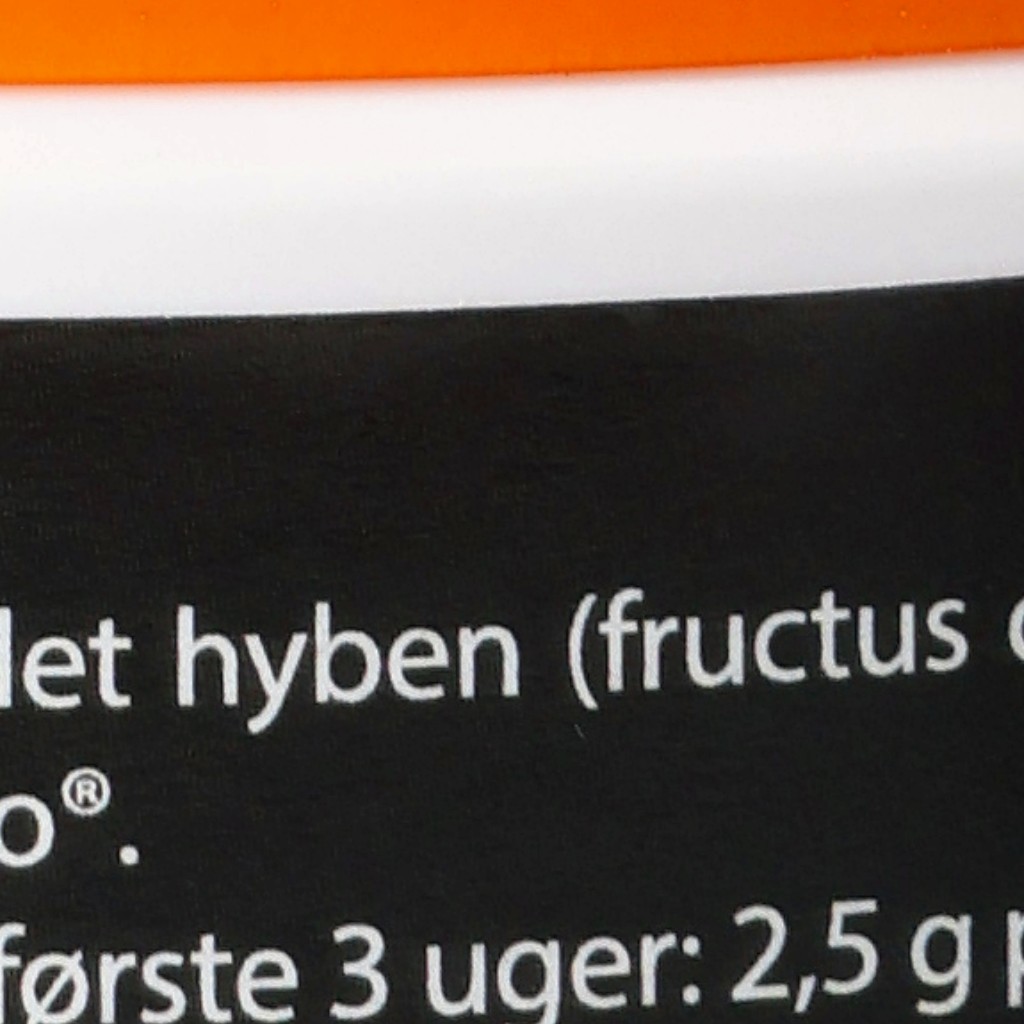 let hyben (fructus
o®.
første 3 uger: 2,5 g